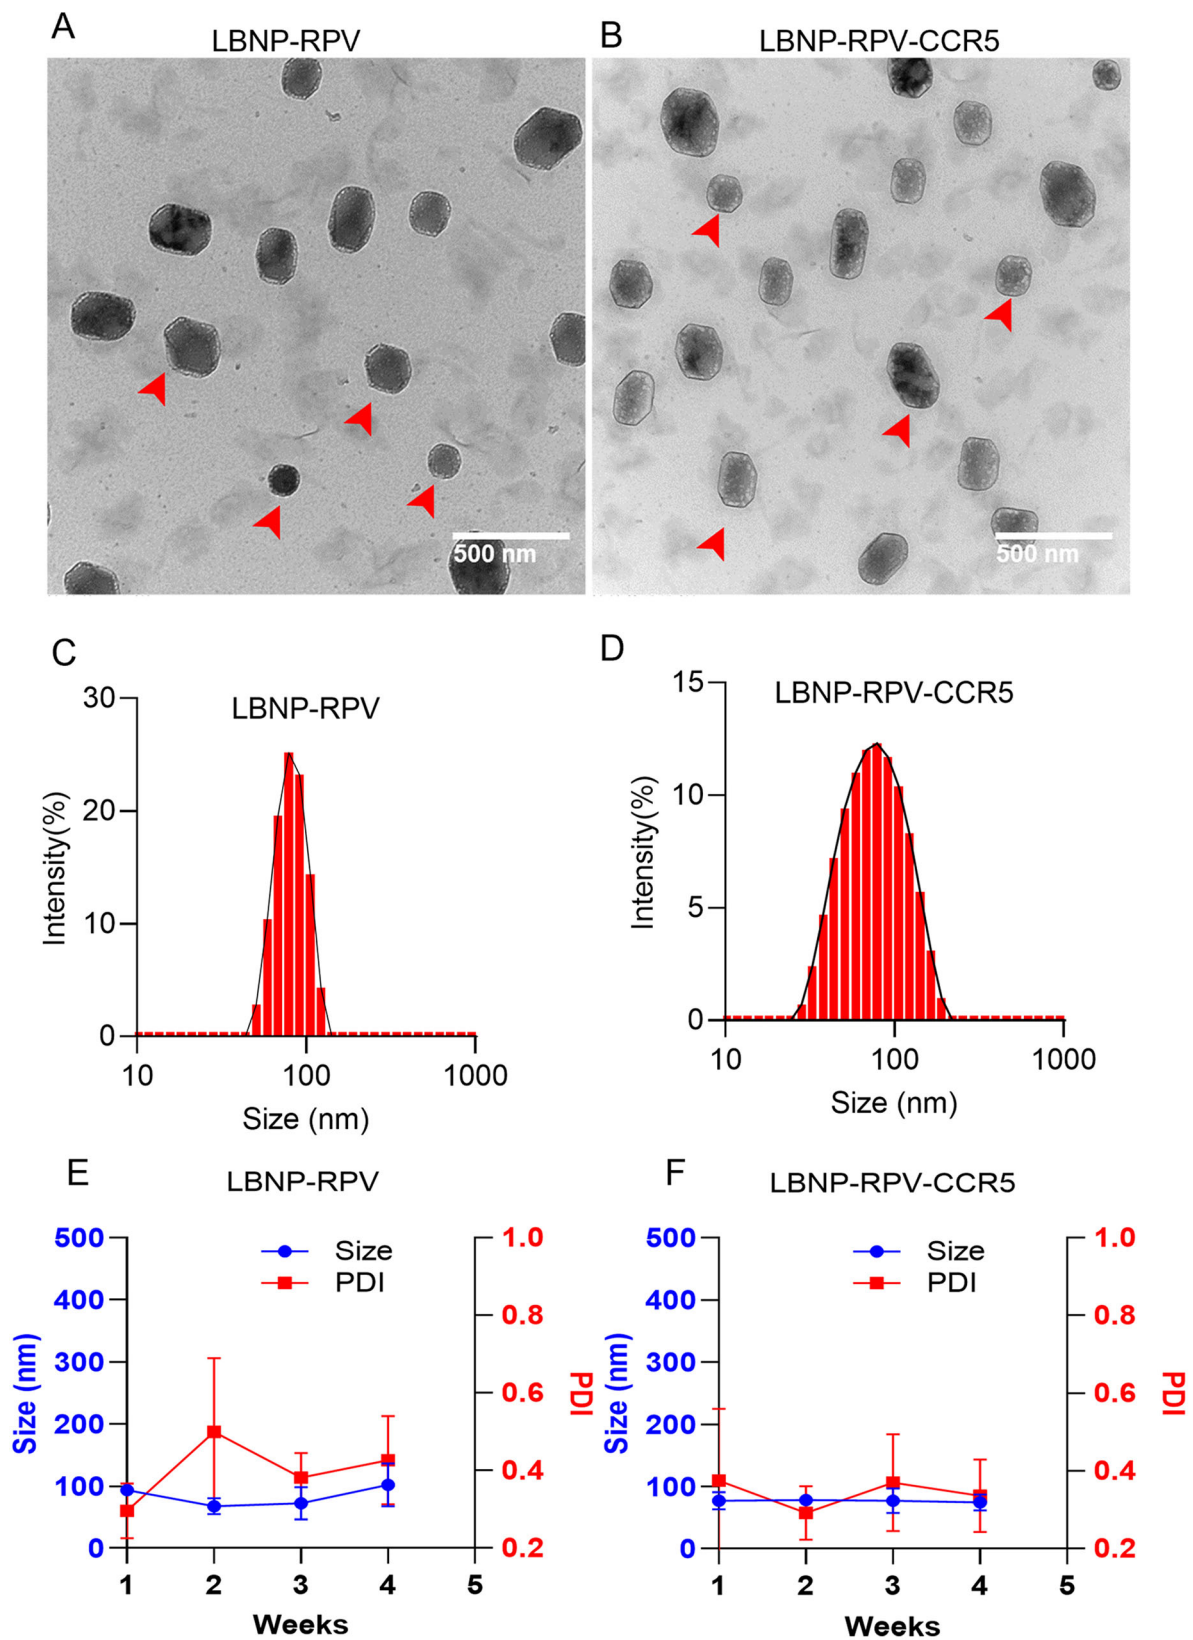 A
LBNP-RPV
B
LBNP-RPV-CCR5
500 nm
500 nm
C
LBNP-RPV
30
20
10
0
Intensity(%)
10
100
1000
Size (nm)
D
LBNP-RPV-CCR5
15
10
5
0
Intensity(%)
10
100
1000
Size (nm)
E
LBNP-RPV
Size
PDI
500
400
300
200
100
0
Size (nm)
1.0
0.8
0.6
0.4
0.2
PDI
1
2
3
4
5
Weeks
F
LBNP-RPV-CCR5
Size
PDI
500
400
300
200
100
0
Size (nm)
1.0
0.8
0.6
0.4
0.2
PDI
1
2
3
4
5
Weeks